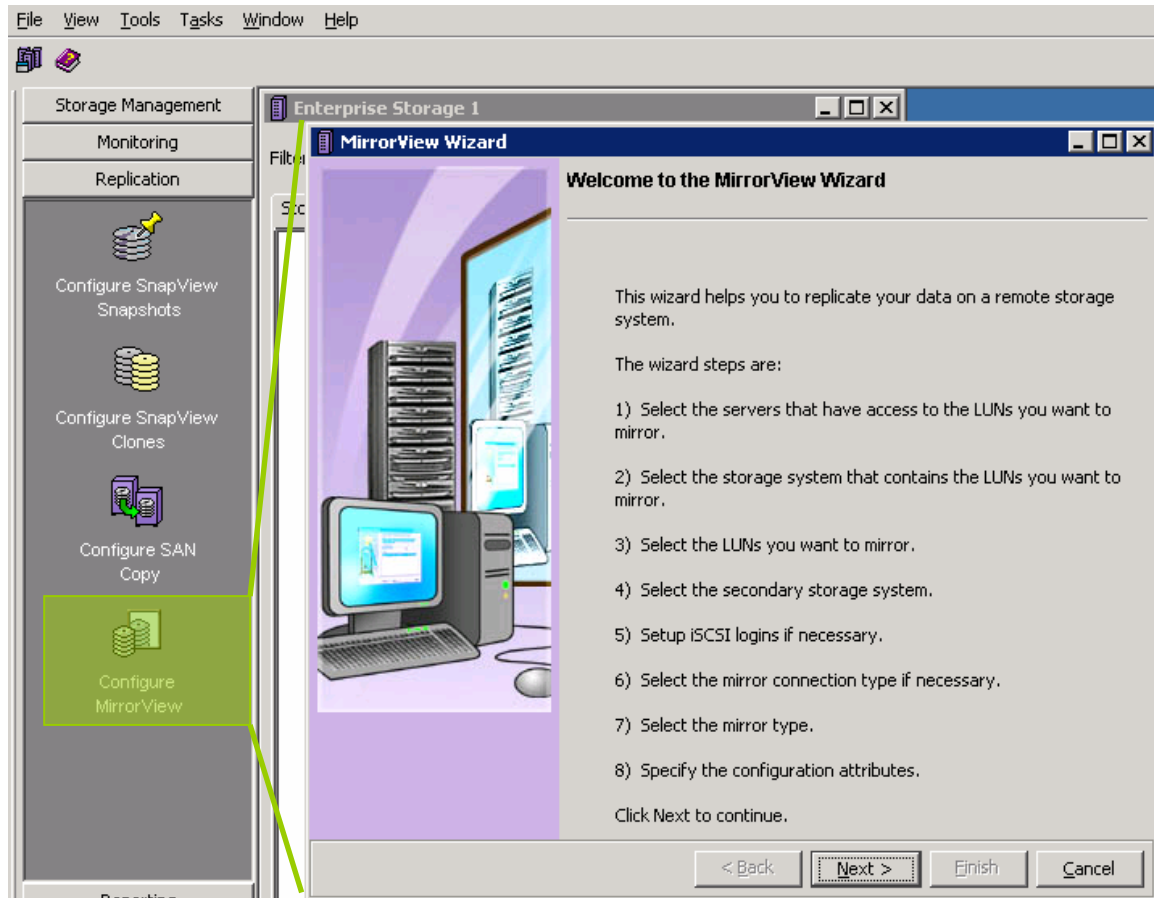 File View Tools Tasks Window Help
Storage Management
Monitoring
Replication
Configure SnapView
Snapshots
Configure SnapView
Clones
Configure SAN
Copy
Configure
MirrorView
Enterprise Storage 1
MirrorView Wizard
Welcome to the MirrorView Wizard
This wizard helps you to replicate your data on a remote storage
system.
The wizard steps are:
1) Select the servers that have access to the LUNs you want to
mirror.
2) Select the storage system that contains the LUNs you want to
mirror.
3) Select the LUNs you want to mirror.
4) Select the secondary storage system.
5) Setup iSCSI logins if necessary.
6) Select the mirror connection type if necessary.
7) Select the mirror type.
8) Specify the configuration attributes.
Click Next to continue.
< Back Next > Finish Cancel